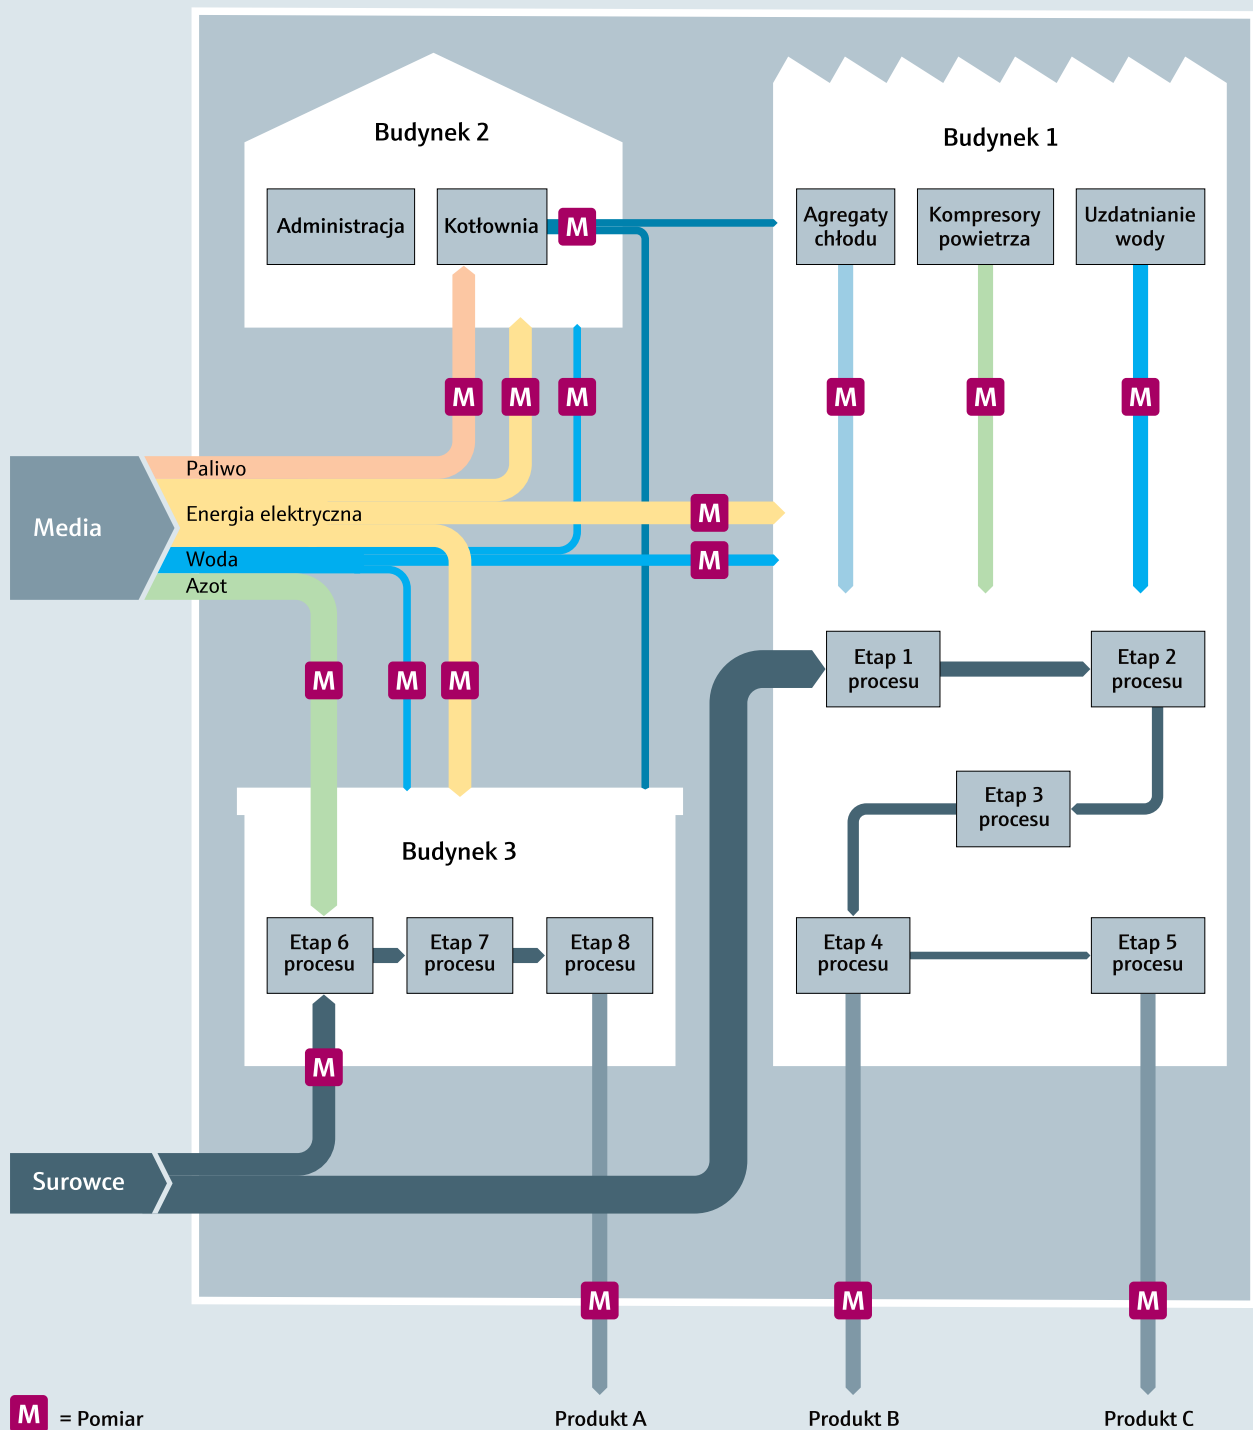 Budynek 2
Budynek 1
Administracja
Kotłownia
M
Agregaty
chłodu
Kompresory
powietrza
Uzdatnianie
wody
M
M
M
M
M
M
Media
Paliwo
Energia elektryczna
M
Woda
M
Azot
M
M
M
Etap 1
procesu
Etap 2
procesu
Etap 3
procesu
Budynek 3
Etap 6
procesu
Etap 7
procesu
Etap 8
procesu
Etap 4
procesu
Etap 5
procesu
M
Surowce
M
M
M
M = Pomiar
Produkt A
Produkt B
Produkt C